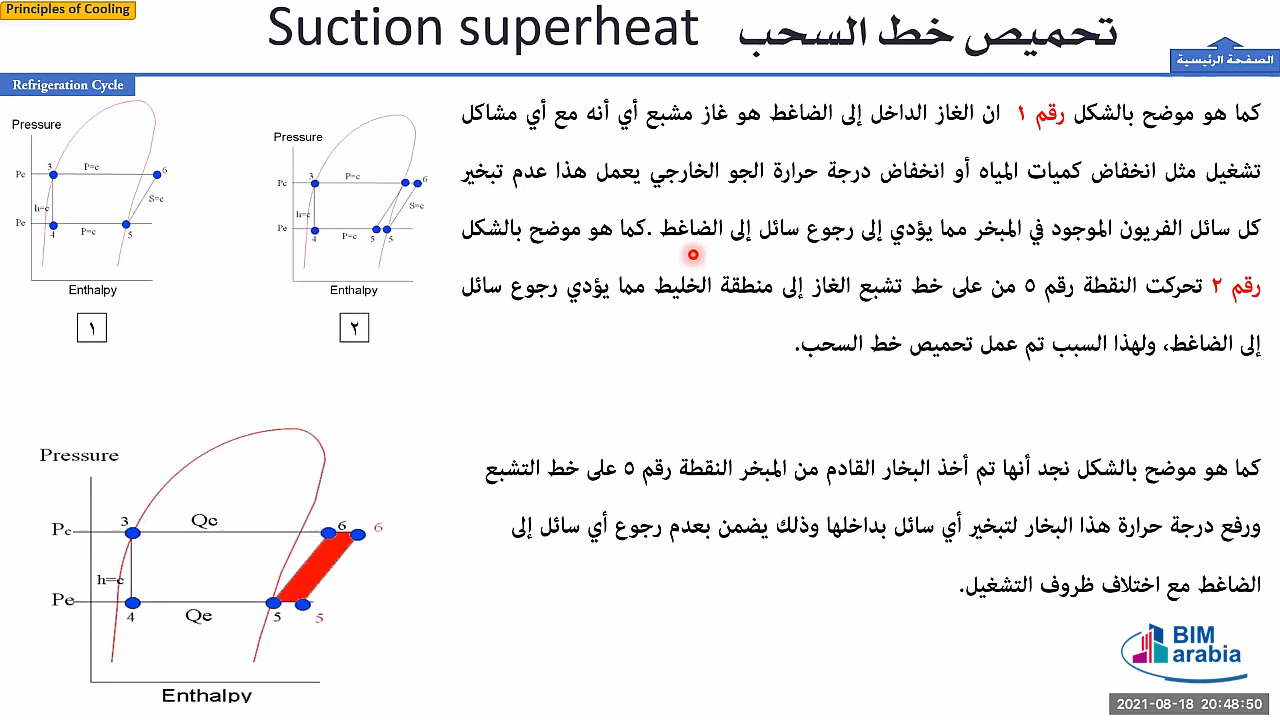 Principles of Cooling
Suction superheat تحميص خط السحب
الصفحة الرئيسية
Refrigeration Cycle
كما هو موضح بالشكل رقم ١ ان الغاز الداخل إلى الضاغط هو غاز مشبع أي أنه مع أي مشاكل
تشغيل مثل انخفاض كميات المياه أو انخفاض درجة حرارة الجو الخارجي يعمل هذا عدم تبخير
كل سائل الفريون الموجود في المبخر مما يؤدي إلى رجوع سائل إلى الضاغط .كما هو موضح بالشكل
رقم ٢ تحركت النقطة رقم ٥ من على خط تشبع الغاز إلى منطقة الخليط مما يؤدي رجوع سائل
إلى الضاغط، ولهذا السبب تم عمل تحميص خط السحب.
Pressure
3
P=c
6
Pc
S=c
h=c
Pe
4
P=c
5
Enthalpy
١
Pressure
3
P=c
6
Pc
S=c
h=c
Pe
4
P=c
5
5
Enthalpy
٢
كما هو موضح بالشكل نجد أنها تم أخذ البخار القادم من المبخر النقطة رقم ٥ على خط التشبع
ورفع درجة حرارة هذا البخار لتبخير أي سائل بداخلها وذلك يضمن بعدم رجوع أي سائل إلى
الضاغط مع اختلاف ظروف التشغيل.
Pressure
3
Qc
6
6
Pc
h=c
Pe
4
Qe
5
5
Enthalpy
BIM
arabia
2021-08-18 20:48:50